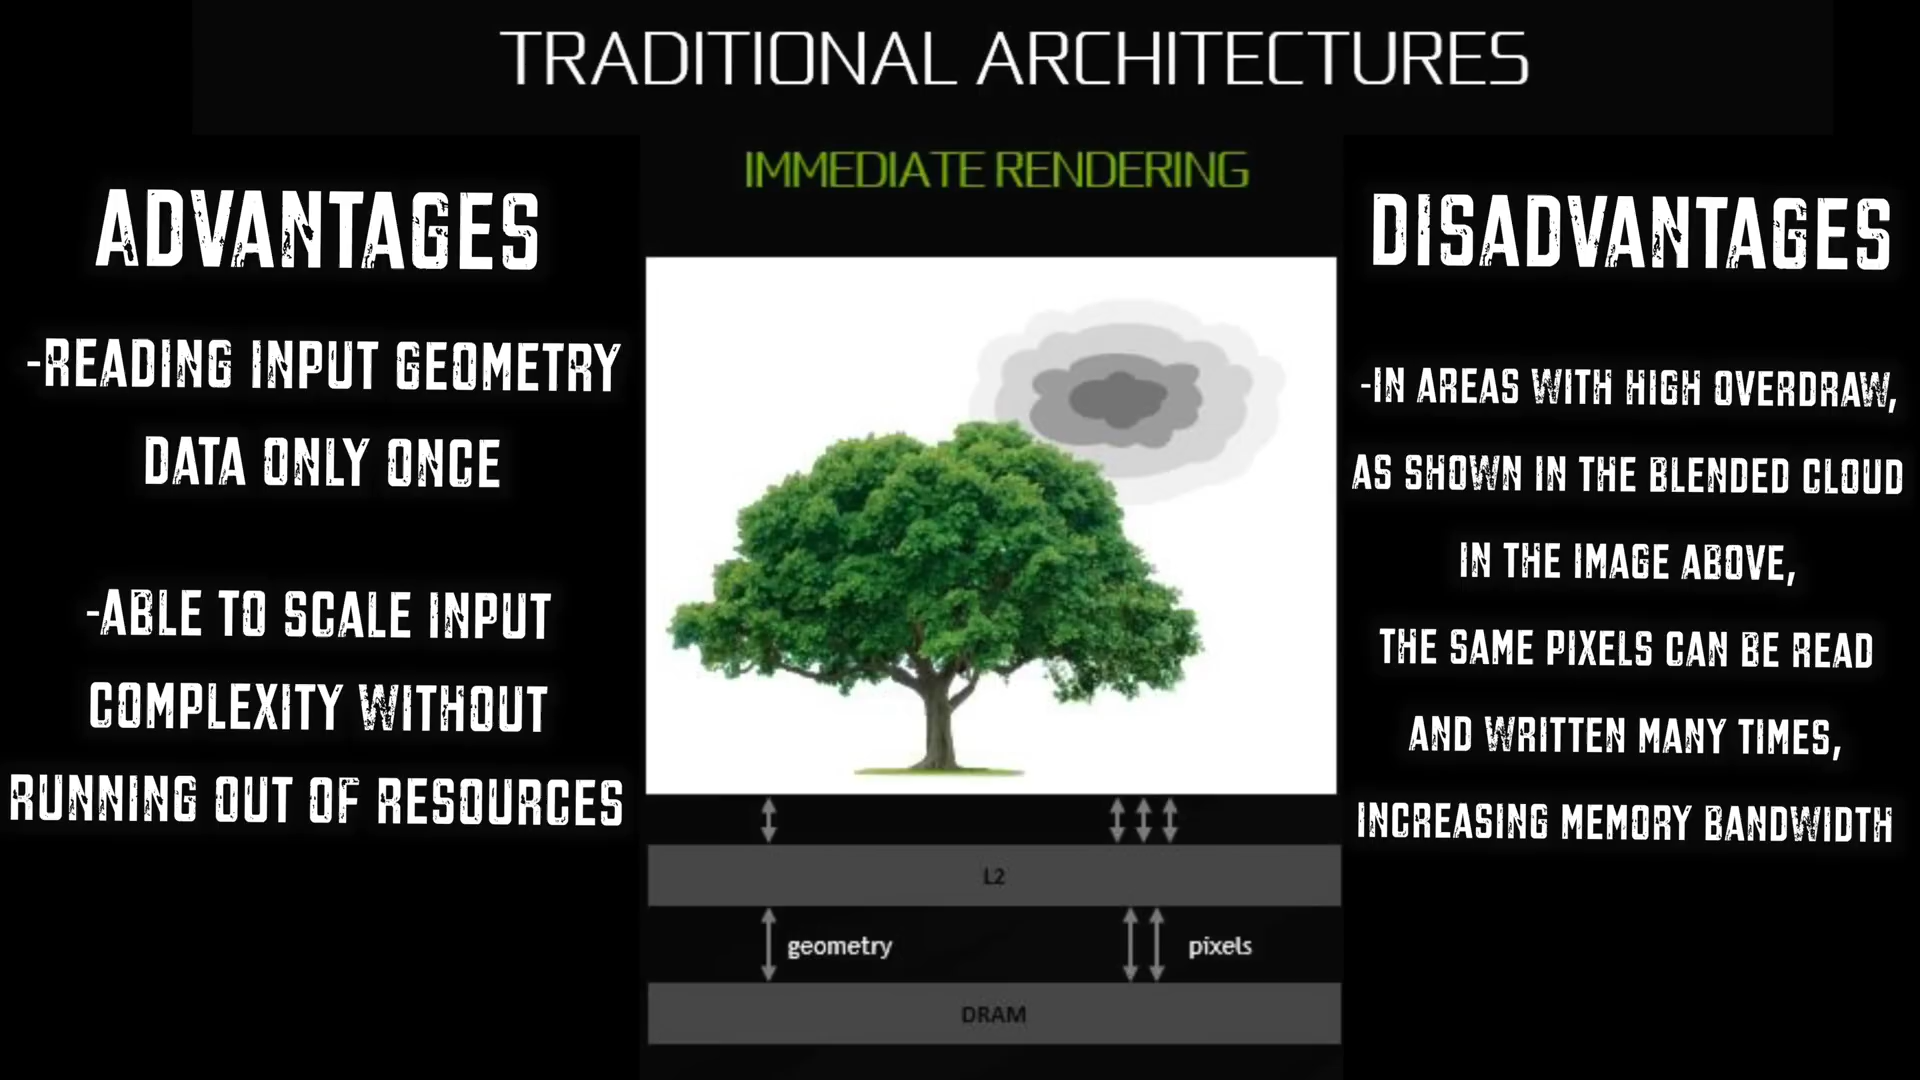 TRADITIONAL ARCHITECTURES
IMMEDIATE RENDERING
ADVANTAGES
-READING INPUT GEOMETRY
DATA ONLY ONCE
-ABLE TO SCALE INPUT
COMPLEXITY WITHOUT
RUNNING OUT OF RESOURCES
DISADVANTAGES
-IN AREAS WITH HIGH OVERDRAW,
AS SHOWN IN THE BLENDED CLOUD
IN THE IMAGE ABOVE,
THE SAME PIXELS CAN BE READ
AND WRITTEN MANY TIMES,
INCREASING MEMORY BANDWIDTH
L2
geometry
pixels
DRAM